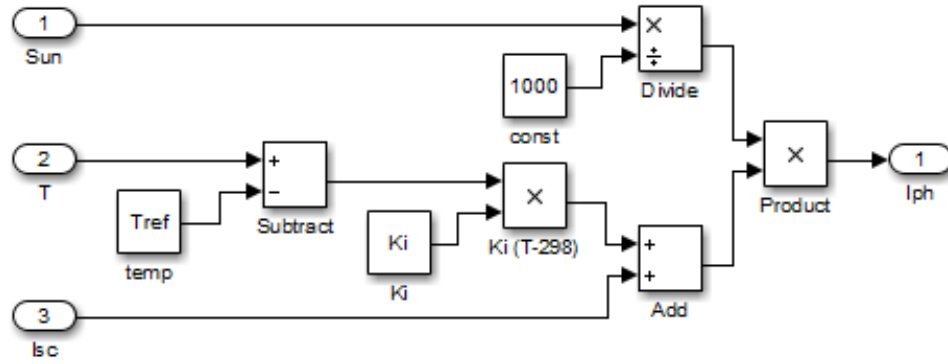 1
Sun
×
÷
Divide
1000
const
2
T
+
−
Subtract
Tref
temp
×
Ki (T-298)
Ki
Ki
×
Product
1
Iph
+
+
Add
3
Isc